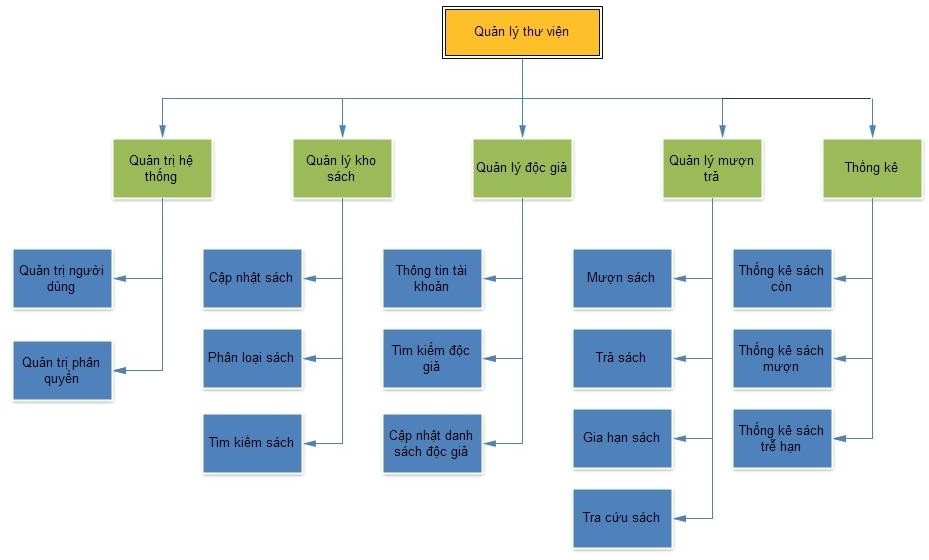 Quản lý thư viện
Quản trị hệ
thống
Quản lý kho
sách
Quản lý độc giả
Quản lý mượn
trả
Thống kê
Quản trị người
dùng
Quản trị phân
quyền
Cập nhật sách
Phân loại sách
Tìm kiếm sách
Thông tin tài
khoản
Tìm kiếm độc
giả
Cập nhật danh
sách độc giả
Mượn sách
Trả sách
Gia hạn sách
Tra cứu sách
Thống kê sách
còn
Thống kê sách
mượn
Thống kê sách
trễ hạn